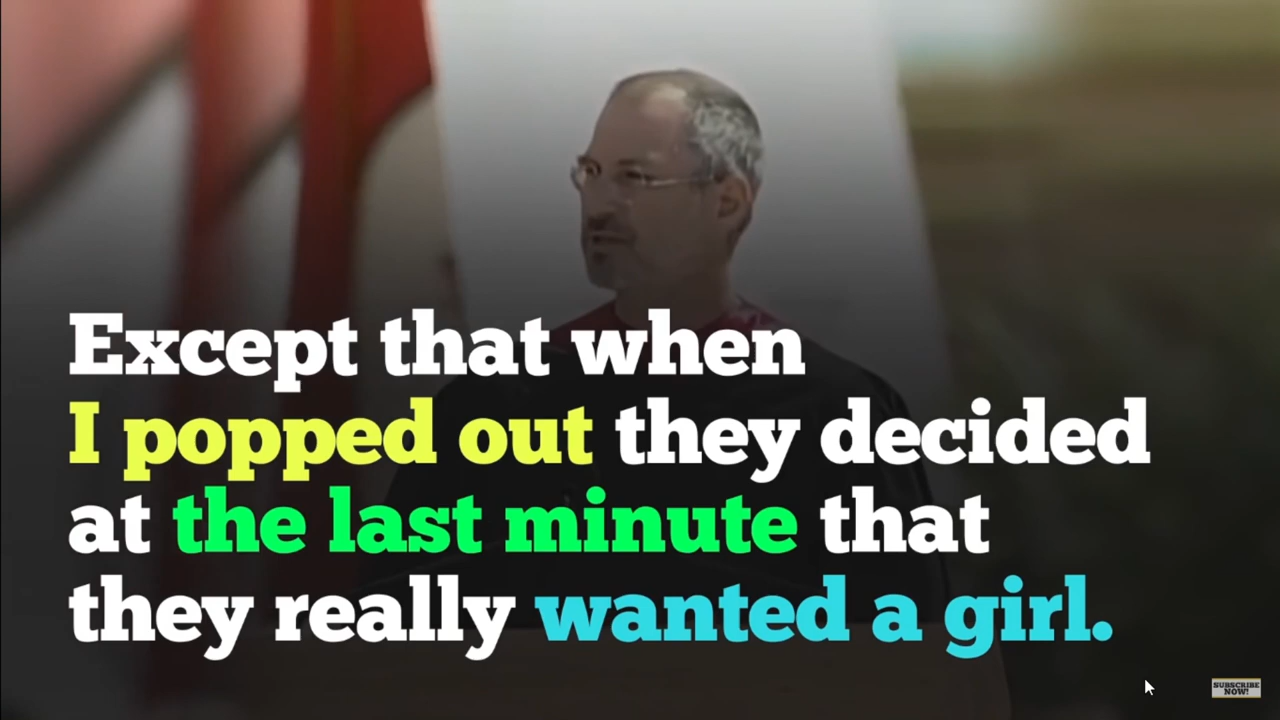 Except that when
I popped out they decided
at the last minute that
they really wanted a girl.
SUBSCRIBE
NOW!